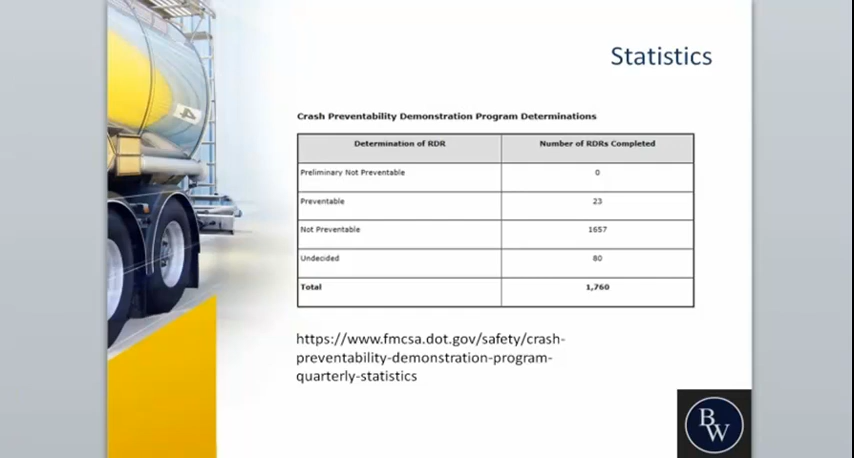 Statistics
Crash Preventability Demonstration Program Determinations
Determination of RDR Number of RDRs Completed
Preliminary Not Preventable 0
Preventable 23
Not Preventable 1657
Undecided 80
Total 1,760
https://www.fmcsa.dot.gov/safety/crash-
preventability-demonstration-program-
quarterly-statistics
4
BW